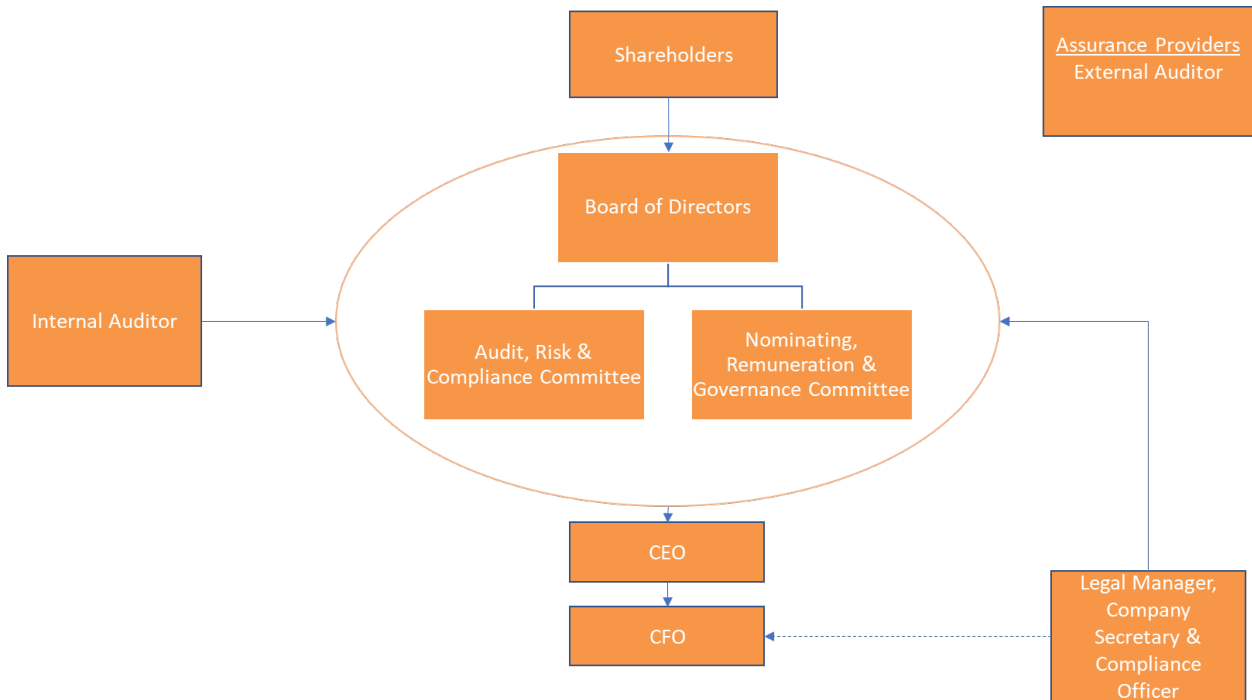 Shareholders
Assurance Providers
External Auditor
Board of Directors
Internal Auditor
Audit, Risk &
Compliance Committee
Nominating,
Remuneration &
Governance Committee
CEO
CFO
Legal Manager,
Company
Secretary &
Compliance
Officer